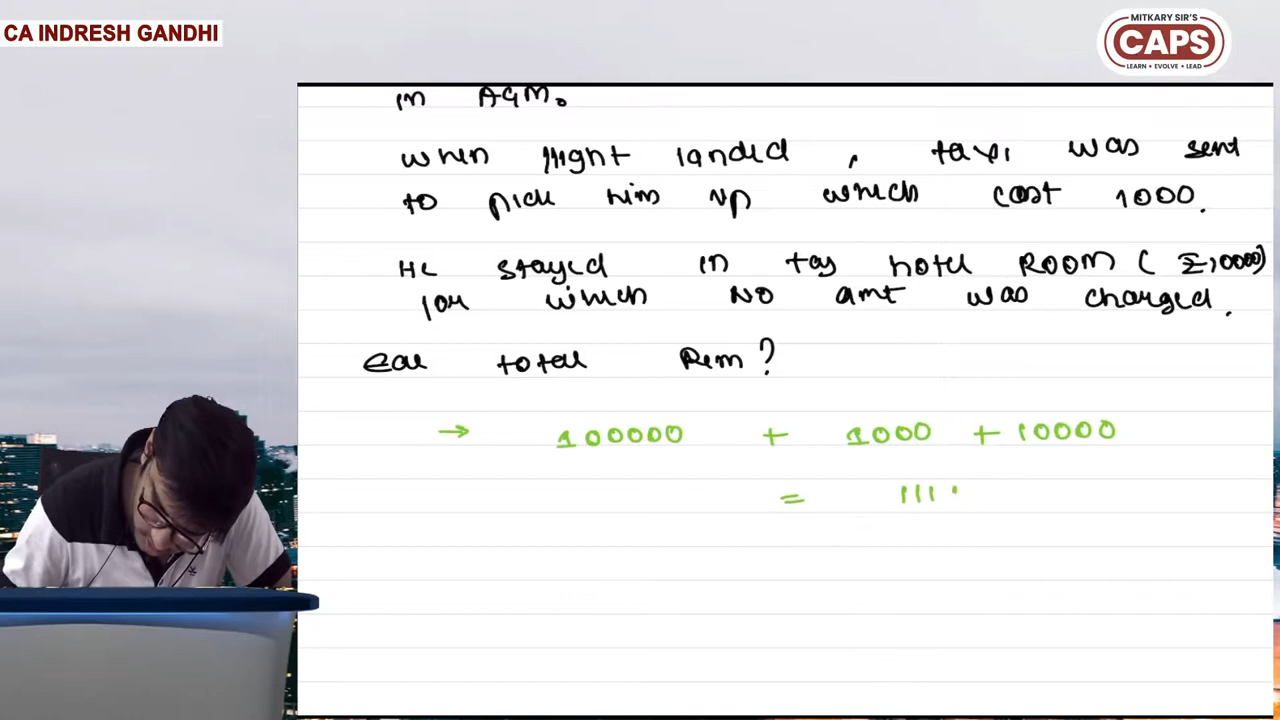 CA INDRESH GANDHI
MITKARY SIR'S
CAPS
LEARN • EVOLVE • LEAD
in AGM.
when flight landed, taxi was sent
to pick him up which cost 1000.
He stayed in taj hotel ROOM (₹10000)
for which No amt was charged.
Cal total Rem?
→ 100000 + 1000 + 10000
= 111